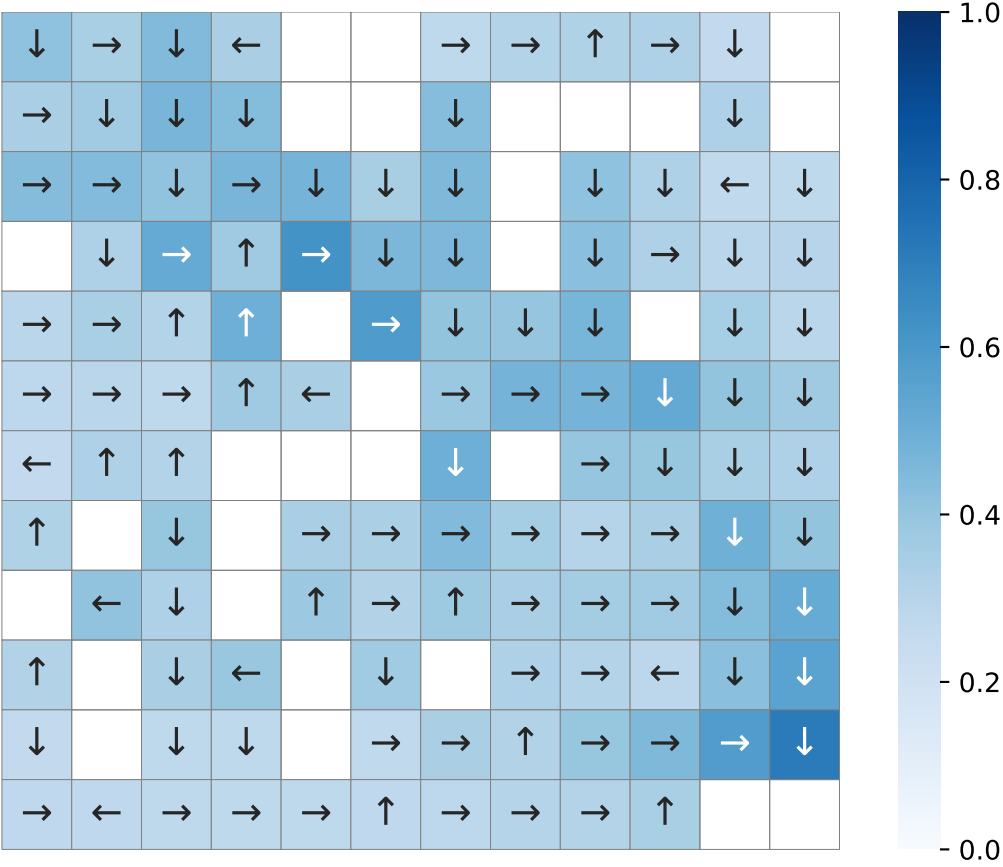 ↓ → ↓ ← → → ↑ → ↓
→ ↓ ↓ ↓ ↓ ↓
→ → ↓ → ↓ ↓ ↓ ↓ ↓ ← ↓
↓ → ↑ → ↓ ↓ ↓ → ↓ ↓
→ → ↑ ↑ → ↓ ↓ ↓ ↓ ↓
→ → → ↑ ← → → → ↓ ↓ ↓
← ↑ ↑ ↓ → ↓ ↓ ↓
↑ ↓ → → → → → → ↓ ↓
← ↓ ↑ → ↑ → → → ↓ ↓
↑ ↓ ← ↓ → → ← ↓ ↓
↓ ↓ ↓ → → ↑ → → → ↓
→ ← → → → ↑ → → → ↑
1.0
0.8
0.6
0.4
0.2
0.0